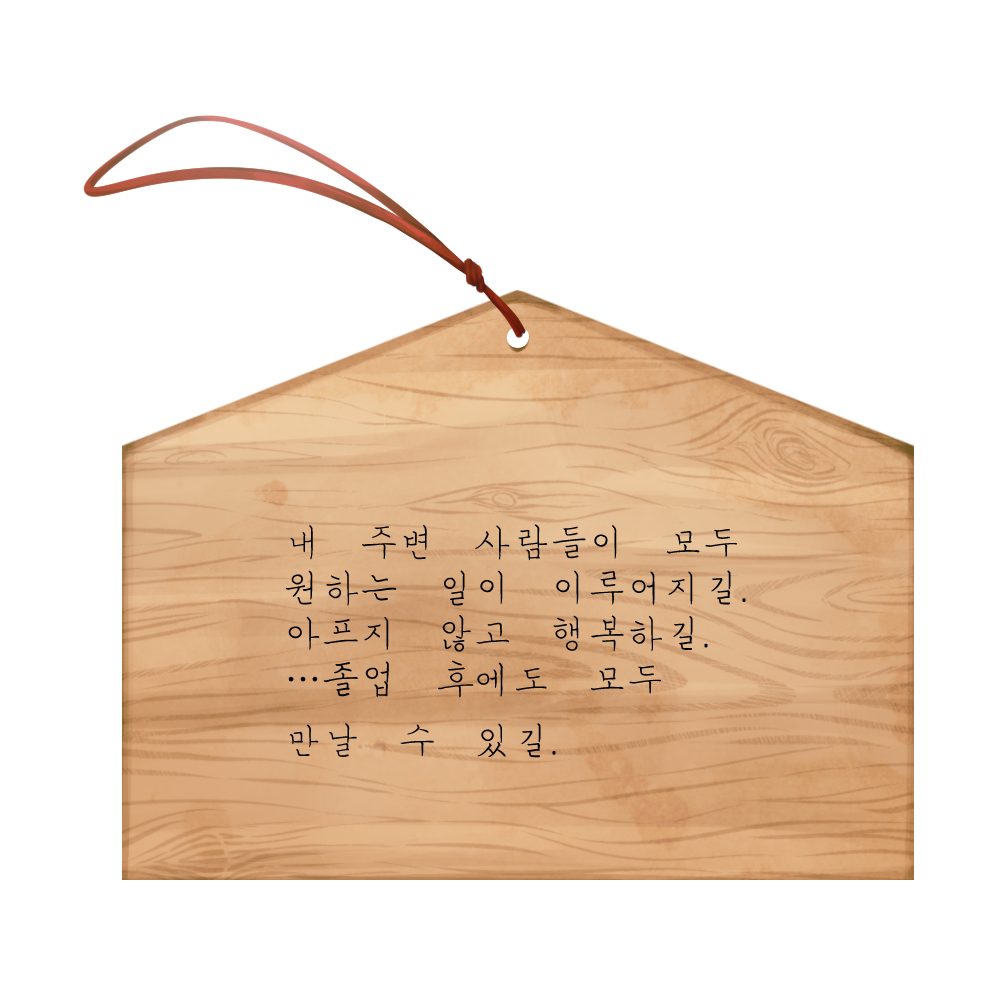 내 주변 사람들이 모두
원하는 일이 이루어지길.
아프지 않고 행복하길.
…졸업 후에도 모두
만날 수 있길.